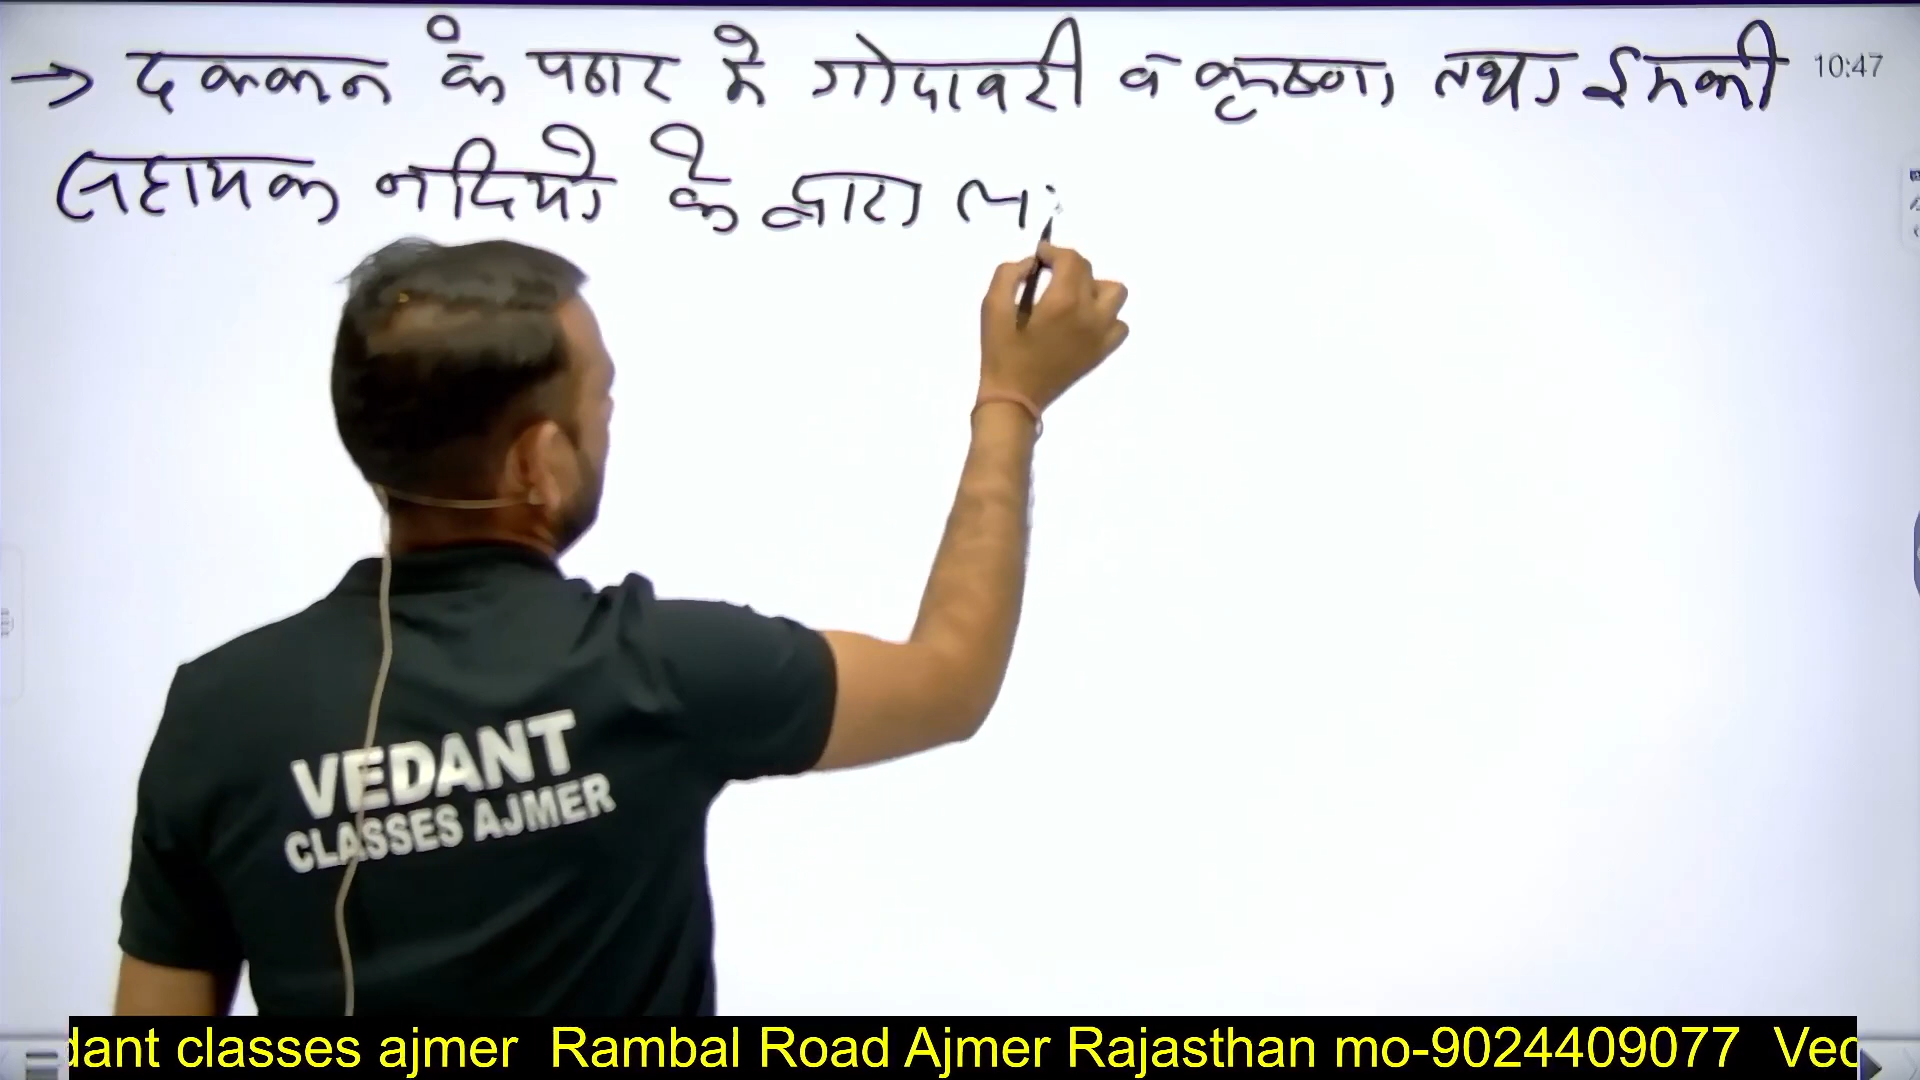 → दक्कन के पठार में गोदावरी व कृष्णा तथा इनकी
10:47
सहायक नदियों के द्वारा
VEDANT
CLASSES AJMER
dant classes ajmer Rambal Road Ajmer Rajasthan mo-9024409077 Vec